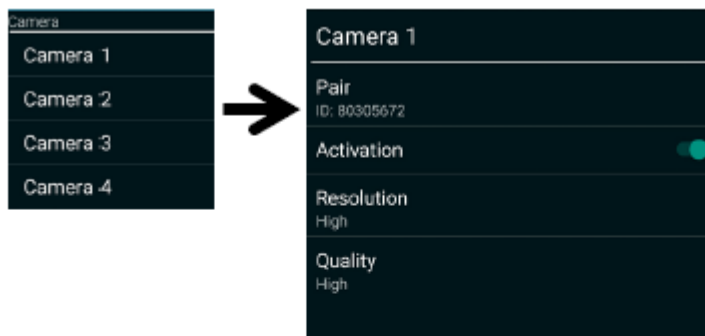 Camera
Camera 1
Camera 2
Camera 3
Camera 4
Camera 1
Pair
ID: 80305672
Activation
Resolution
High
Quality
High